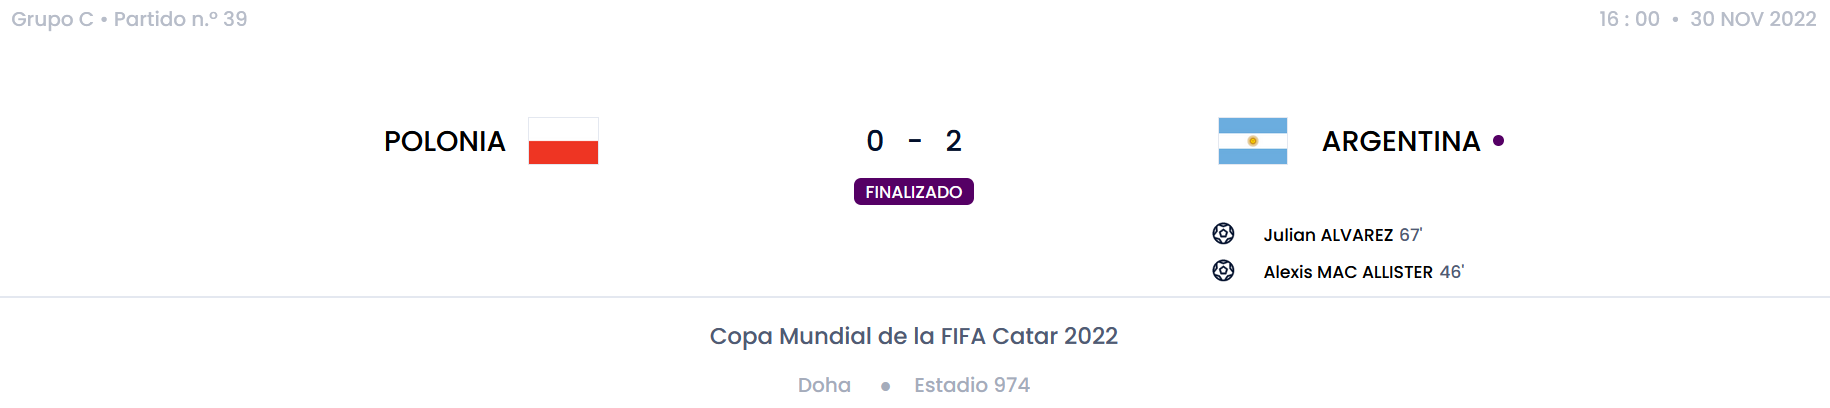 Grupo C • Partido n.º 39
16 : 00 • 30 NOV 2022
POLONIA 0 - 2 ARGENTINA
FINALIZADO
Julian ALVAREZ 67'
Alexis MAC ALLISTER 46'
Copa Mundial de la FIFA Catar 2022
Doha • Estadio 974